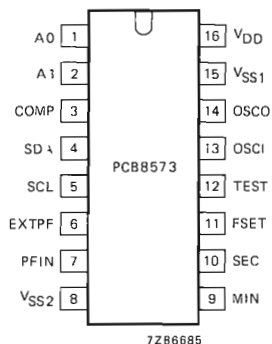 A0 1 16 VDD
A1 2 15 VSS1
COMP 3 14 OSCO
SDA 4 13 OSCI
PCB8573
SCL 5 12 TEST
EXTPF 6 11 FSET
PFIN 7 10 SEC
VSS2 8 9 MIN
7Z86685